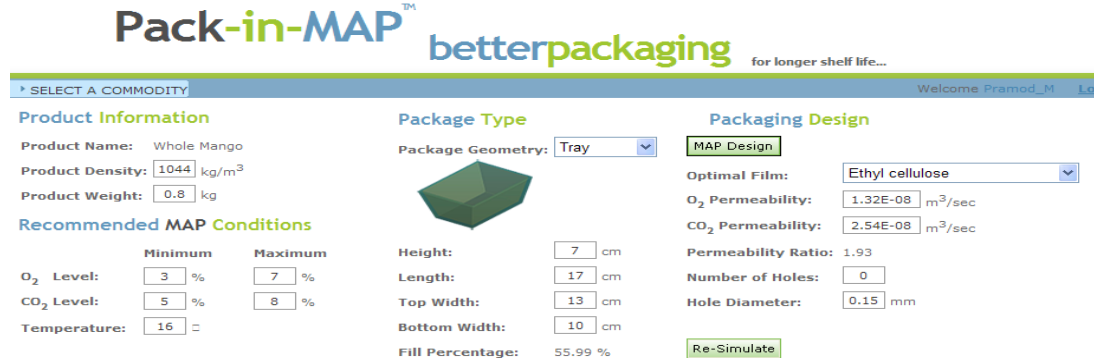 Pack-in-MAP™
betterpackaging for longer shelf life...
SELECT A COMMODITY
Welcome Pramod_M Lo
Product Information
Product Name: Whole Mango
Product Density: 1044 kg/m³
Product Weight: 0.8 kg
Recommended MAP Conditions
Minimum Maximum
O₂ Level: 3 % 7 %
CO₂ Level: 5 % 8 %
Temperature: 16
Package Type
Package Geometry: Tray
Height: 7 cm
Length: 17 cm
Top Width: 13 cm
Bottom Width: 10 cm
Fill Percentage: 55.99 %
Packaging Design
MAP Design
Optimal Film: Ethyl cellulose
O₂ Permeability: 1.32E-08 m³/sec
CO₂ Permeability: 2.54E-08 m³/sec
Permeability Ratio: 1.93
Number of Holes: 0
Hole Diameter: 0.15 mm
Re-Simulate